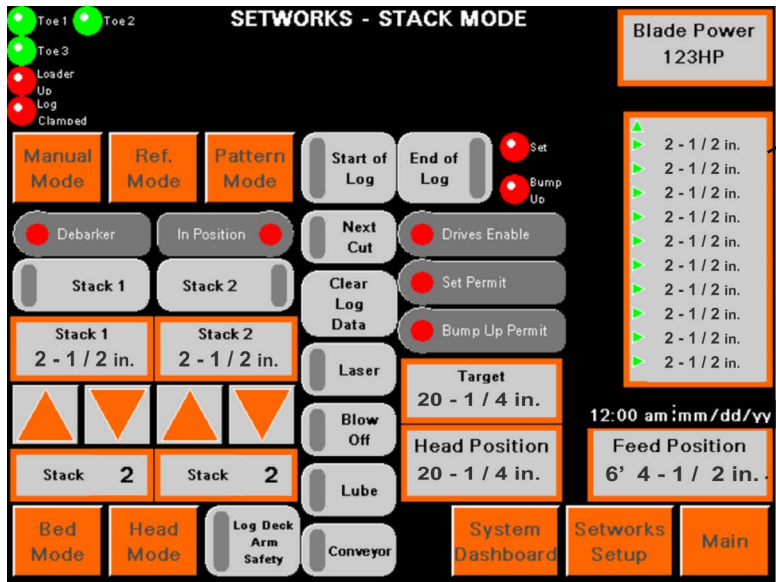 SETWORKS - STACK MODE
Toe 1 Toe 2
Toe 3
Loader
Up
Log
Clamped
Blade Power
123HP
Manual
Mode
Ref.
Mode
Pattern
Mode
Start of
Log
End of
Log
Set
Bump
Up
2 - 1 / 2 in.
2 - 1 / 2 in.
2 - 1 / 2 in.
2 - 1 / 2 in.
2 - 1 / 2 in.
2 - 1 / 2 in.
2 - 1 / 2 in.
2 - 1 / 2 in.
2 - 1 / 2 in.
2 - 1 / 2 in.
Debarker
In Position
Next
Cut
Drives Enable
Stack 1
Stack 2
Clear
Log
Data
Set Permit
Bump Up Permit
Stack 1
2 - 1 / 2 in.
Stack 2
2 - 1 / 2 in.
Laser
Target
20 - 1 / 4 in.
Blow
Off
12:00 am:mm/dd/yy
Stack 2
Stack 2
Lube
Head Position
20 - 1 / 4 in.
Feed Position
6' 4 - 1 / 2 in.
Bed
Mode
Head
Mode
Log Deck
Arm
Safety
Conveyor
System
Dashboard
Setworks
Setup
Main